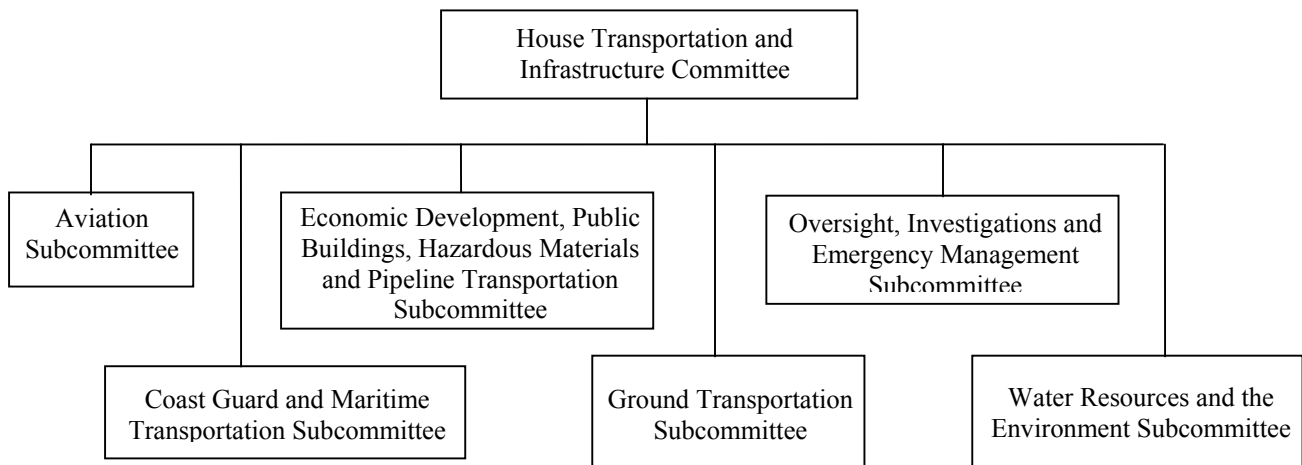 House Transportation and
Infrastructure Committee
Aviation
Subcommittee
Economic Development, Public
Buildings, Hazardous Materials
and Pipeline Transportation
Subcommittee
Oversight, Investigations and
Emergency Management
Subcommittee
Coast Guard and Maritime
Transportation Subcommittee
Ground Transportation
Subcommittee
Water Resources and the
Environment Subcommittee